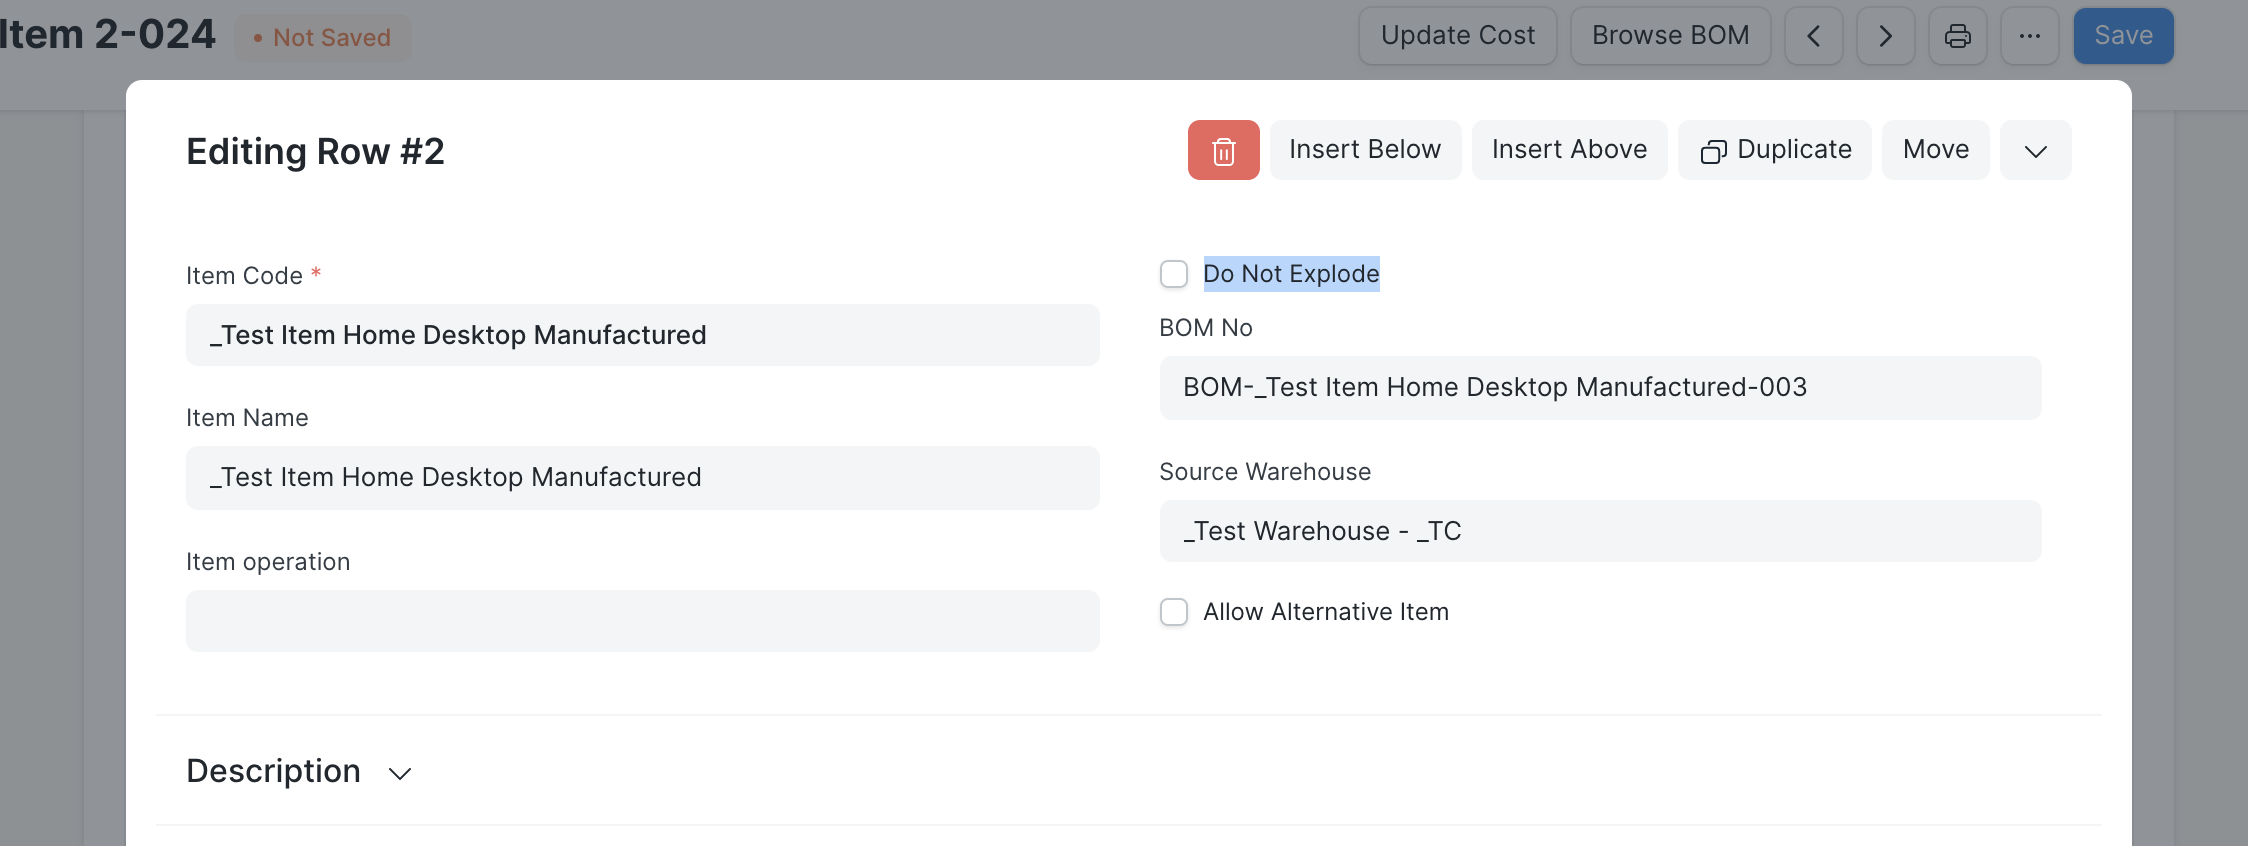 Item 2-024
• Not Saved
Update Cost
Browse BOM
Save
Editing Row #2
Insert Below
Insert Above
Duplicate
Move
Item Code *
_Test Item Home Desktop Manufactured
Item Name
_Test Item Home Desktop Manufactured
Item operation
Do Not Explode
BOM No
BOM-_Test Item Home Desktop Manufactured-003
Source Warehouse
_Test Warehouse - _TC
Allow Alternative Item
Description